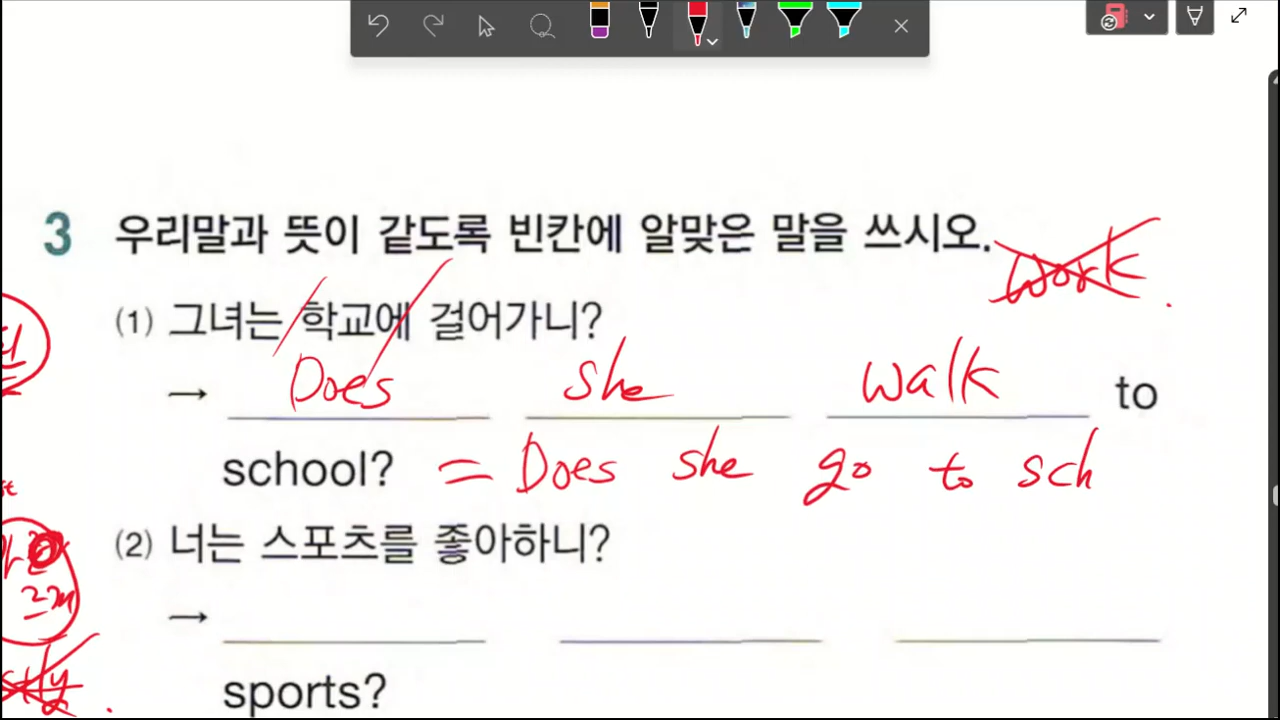 3 우리말과 뜻이 같도록 빈칸에 알맞은 말을 쓰시오.
work
(1) 그녀는 학교에 걸어가니?
→ Does she walk to
school? = Does she go to sch
(2) 너는 스포츠를 좋아하니?
→
sports?